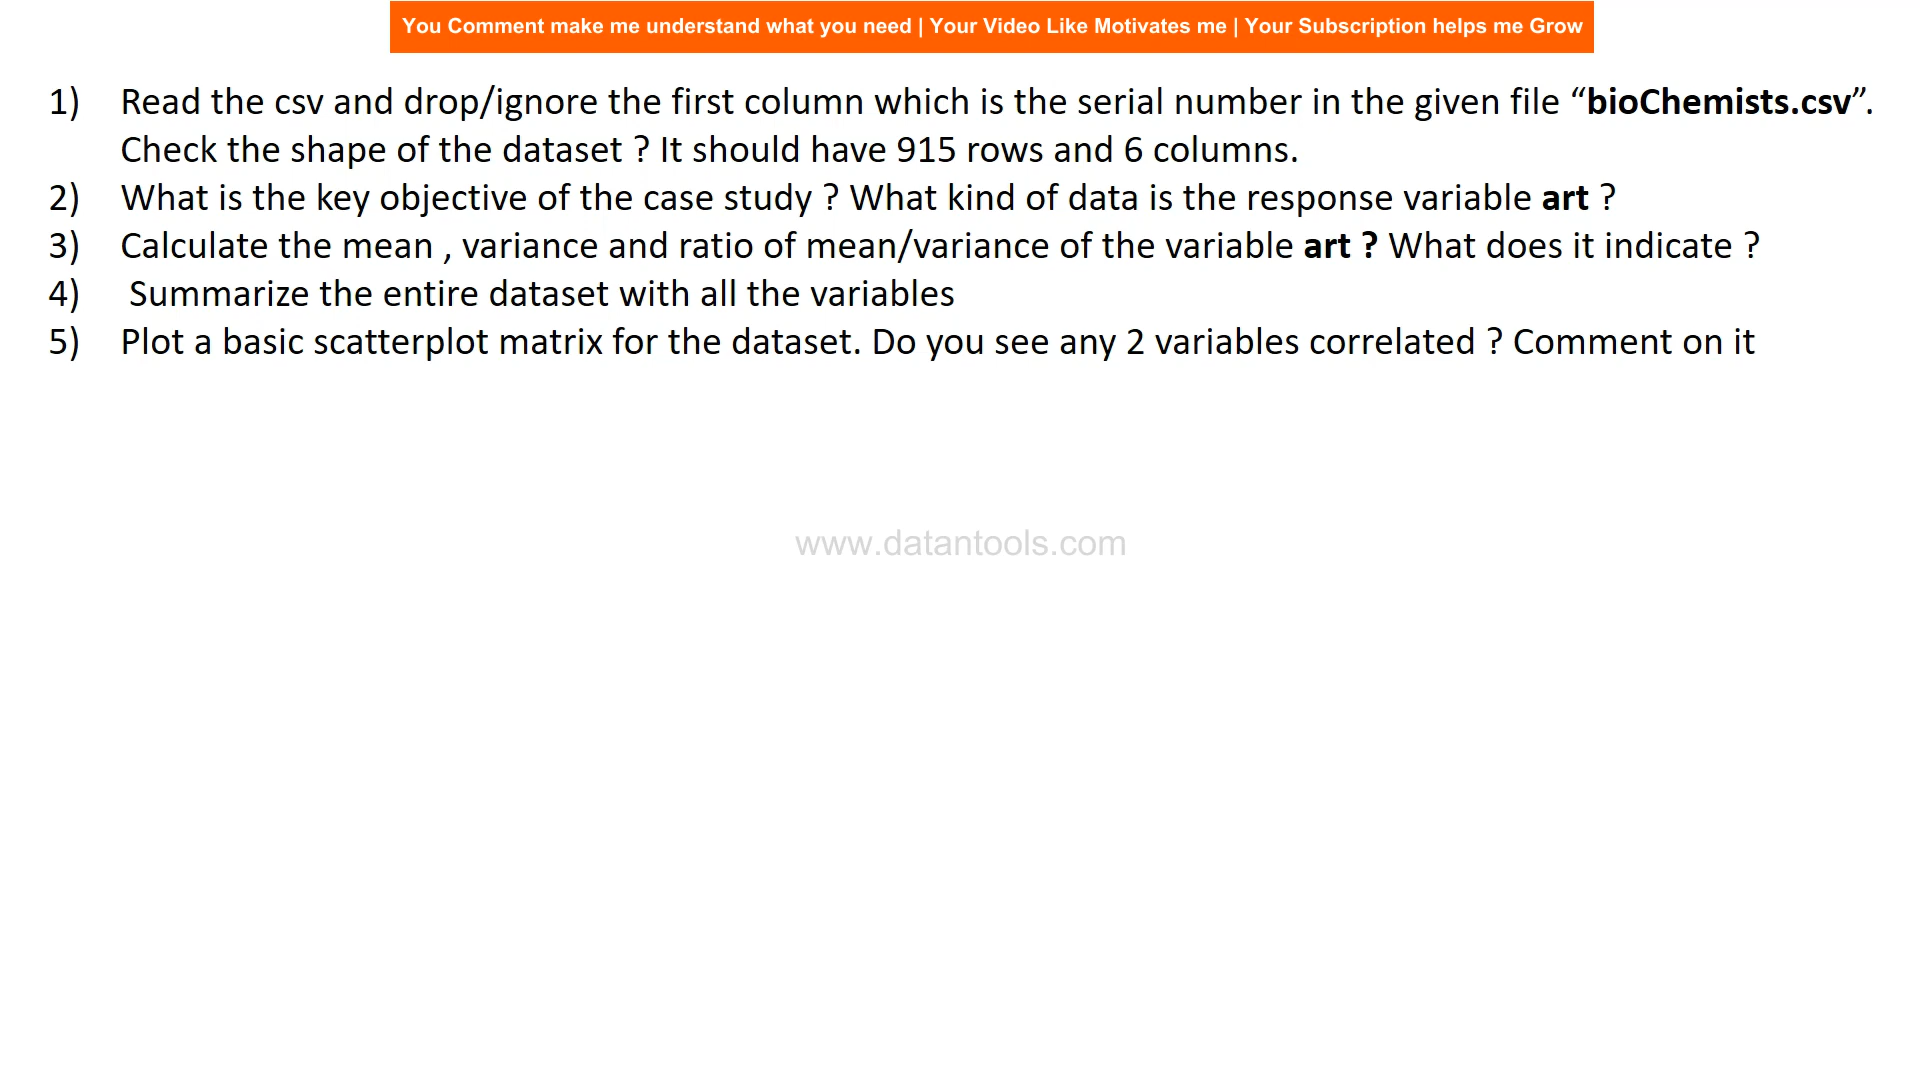 You Comment make me understand what you need | Your Video Like Motivates me | Your Subscription helps me Grow
1) Read the csv and drop/ignore the first column which is the serial number in the given file “bioChemists.csv”.
Check the shape of the dataset ? It should have 915 rows and 6 columns.
2) What is the key objective of the case study ? What kind of data is the response variable art ?
3) Calculate the mean , variance and ratio of mean/variance of the variable art ? What does it indicate ?
4) Summarize the entire dataset with all the variables
5) Plot a basic scatterplot matrix for the dataset. Do you see any 2 variables correlated ? Comment on it
www.datantools.com